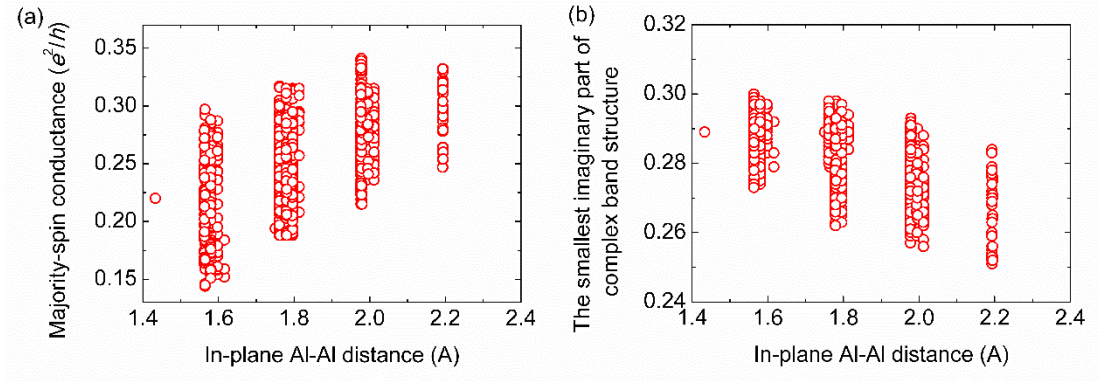 (a)
Majority-spin conductance (e²/h)
0.35
0.30
0.25
0.20
0.15
1.4 1.6 1.8 2.0 2.2 2.4
In-plane Al-Al distance (A)
(b)
The smallest imaginary part of
complex band structure
0.32
0.30
0.28
0.26
0.24
1.4 1.6 1.8 2.0 2.2 2.4
In-plane Al-Al distance (A)